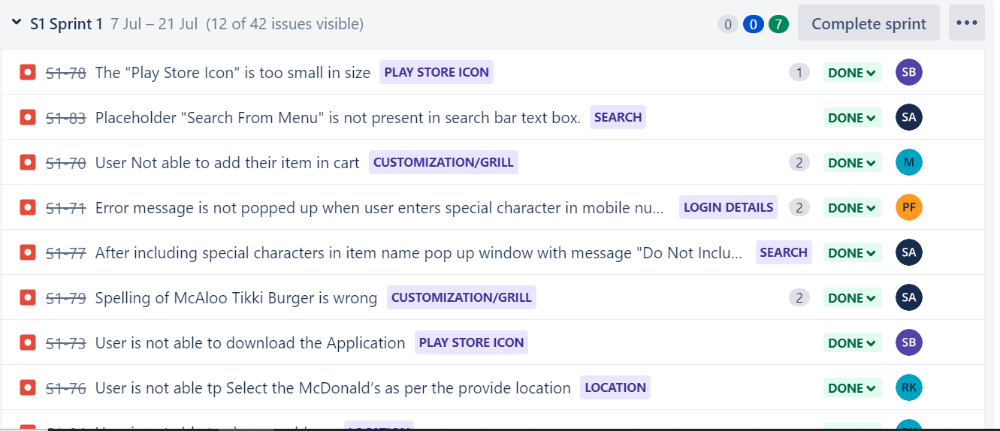 S1 Sprint 1 7 Jul – 21 Jul (12 of 42 issues visible) 0 0 7 Complete sprint
S1-78 The "Play Store Icon" is too small in size PLAY STORE ICON 1 DONE SB
S1-83 Placeholder "Search From Menu" is not present in search bar text box. SEARCH DONE SA
S1-70 User Not able to add their item in cart CUSTOMIZATION/GRILL 2 DONE M
S1-71 Error message is not popped up when user enters special character in mobile nu... LOGIN DETAILS 2 DONE PF
S1-77 After including special characters in item name pop up window with message "Do Not Inclu... SEARCH DONE SA
S1-79 Spelling of McAloo Tikki Burger is wrong CUSTOMIZATION/GRILL 2 DONE SA
S1-73 User is not able to download the Application PLAY STORE ICON DONE SB
S1-76 User is not able tp Select the McDonald’s as per the provide location LOCATION DONE RK
LOCATION